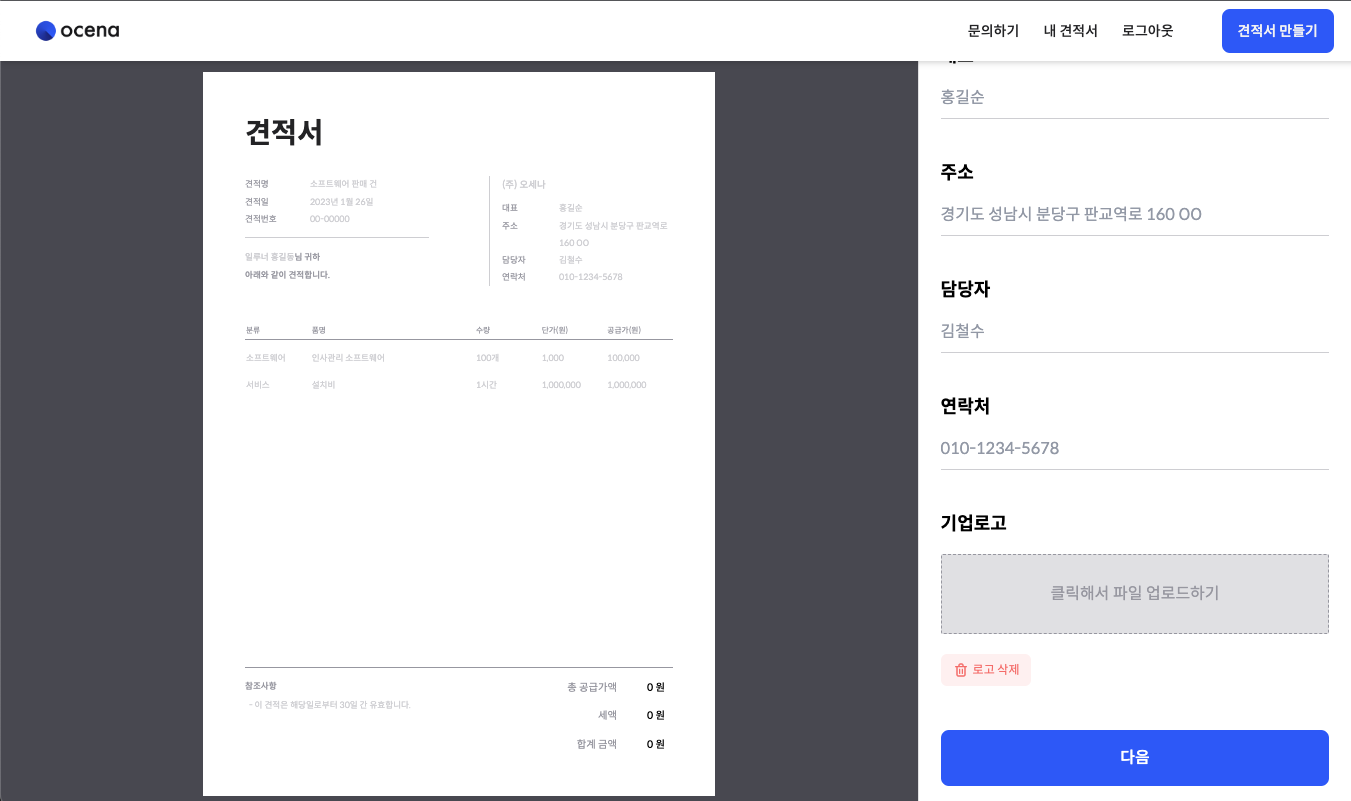 ocena
문의하기 내 견적서 로그아웃 견적서 만들기
견적서
견적명 소프트웨어 판매 건
견적일 2023년 1월 26일
견적번호 00-00000
일루너 홍길동님 귀하
아래와 같이 견적합니다.
(주) 오세나
대표 홍길순
주소 경기도 성남시 분당구 판교역로
160 OO
담당자 김철수
연락처 010-1234-5678
분류 품명 수량 단가(원) 공급가(원)
소프트웨어 인사관리 소프트웨어 100개 1,000 100,000
서비스 설치비 1시간 1,000,000 1,000,000
참조사항
- 이 견적은 해당일로부터 30일 간 유효합니다.
총 공급가액 0 원
세액 0 원
합계 금액 0 원
홍길순
주소
경기도 성남시 분당구 판교역로 160 OO
담당자
김철수
연락처
010-1234-5678
기업로고
클릭해서 파일 업로드하기
로고 삭제
다음